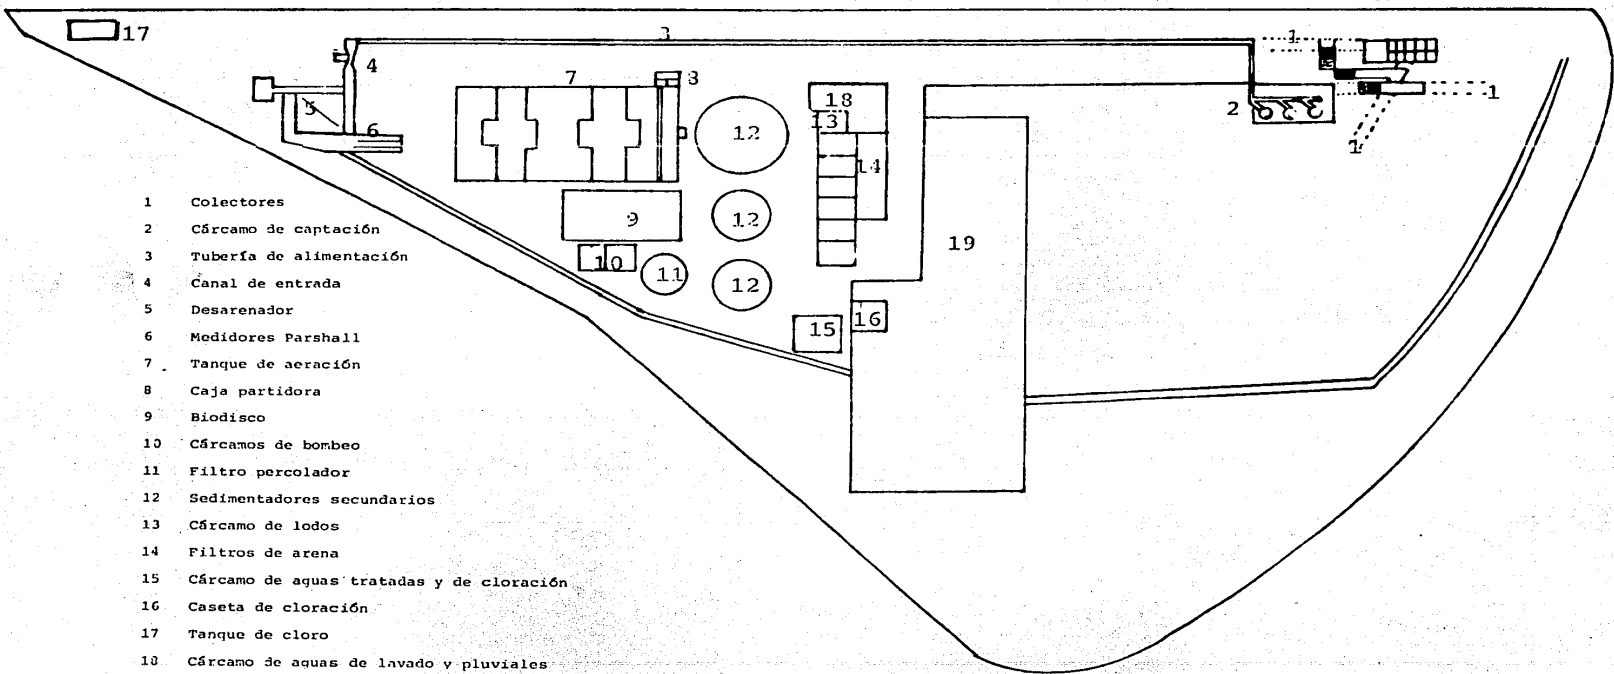 17
3
1
4
7
8
18
2
1
5
13
6
12
1
14
1 Colectores
2 Cárcamo de captación
9
12
3 Tubería de alimentación
19
10
11
4 Canal de entrada
12
5 Desarenador
15
16
6 Medidores Parshall
7 Tanque de aeración
8 Caja partidora
9 Biodisco
10 Cárcamos de bombeo
11 Filtro percolador
12 Sedimentadores secundarios
13 Cárcamo de lodos
14 Filtros de arena
15 Cárcamo de aguas tratadas y de cloración
16 Caseta de cloración
17 Tanque de cloro
18 Cárcamo de aguas de lavado y pluviales